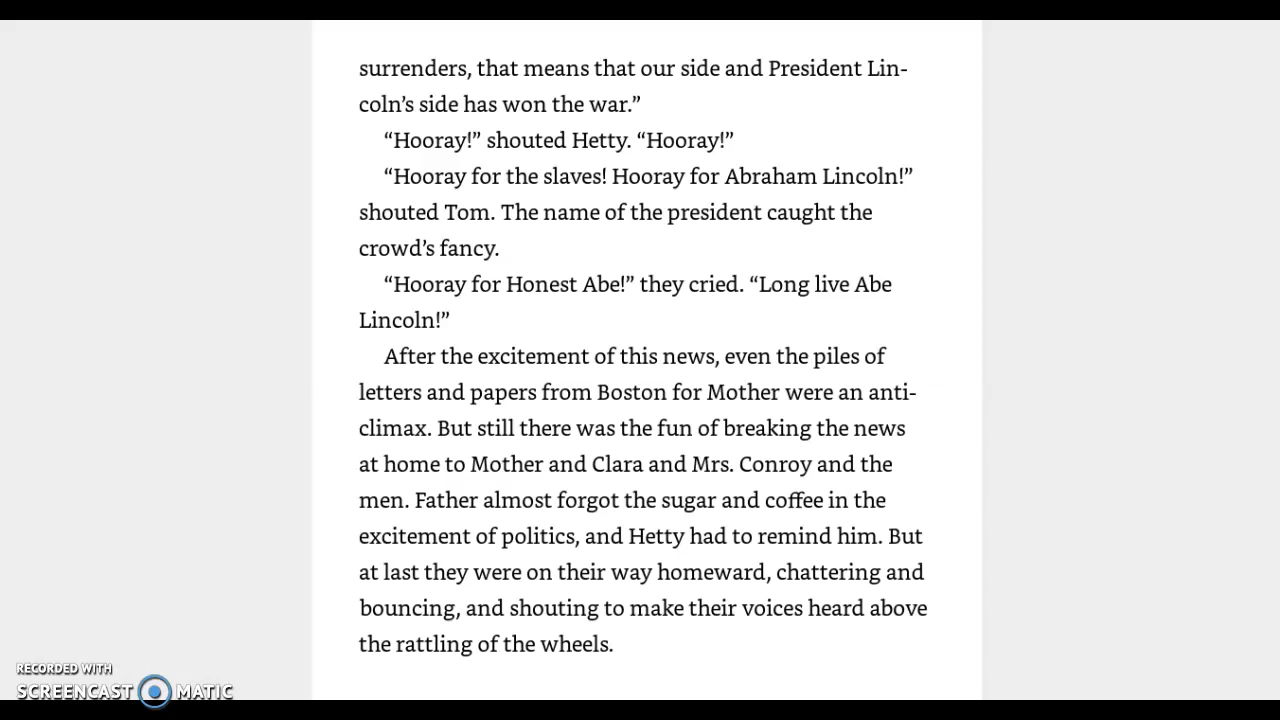 surrenders, that means that our side and President Lin-
coln’s side has won the war.”
“Hooray!” shouted Hetty. “Hooray!”
“Hooray for the slaves! Hooray for Abraham Lincoln!”
shouted Tom. The name of the president caught the
crowd’s fancy.
“Hooray for Honest Abe!” they cried. “Long live Abe
Lincoln!”
After the excitement of this news, even the piles of
letters and papers from Boston for Mother were an anti-
climax. But still there was the fun of breaking the news
at home to Mother and Clara and Mrs. Conroy and the
men. Father almost forgot the sugar and coffee in the
excitement of politics, and Hetty had to remind him. But
at last they were on their way homeward, chattering and
bouncing, and shouting to make their voices heard above
the rattling of the wheels.
RECORDED WITH
SCREENCAST MATIC